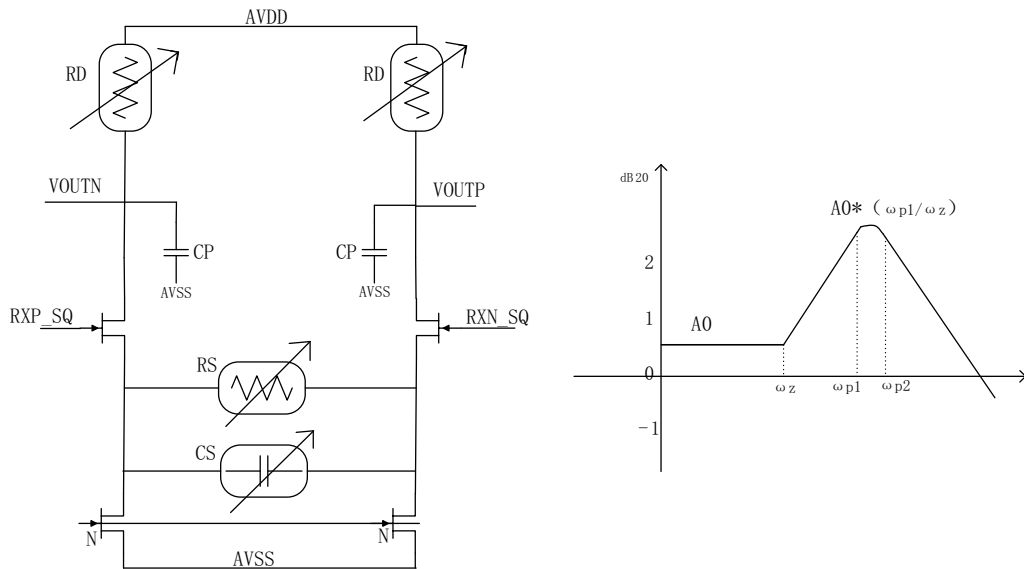 AVDD
RD
RD
VOUTN
VOUTP
CP
CP
AVSS
AVSS
RXP_SQ
RXN_SQ
RS
CS
N
N
AVSS
dB20
A0* (ωp1/ωz)
2
1
A0
0
ωz
ωp1
ωp2
-1